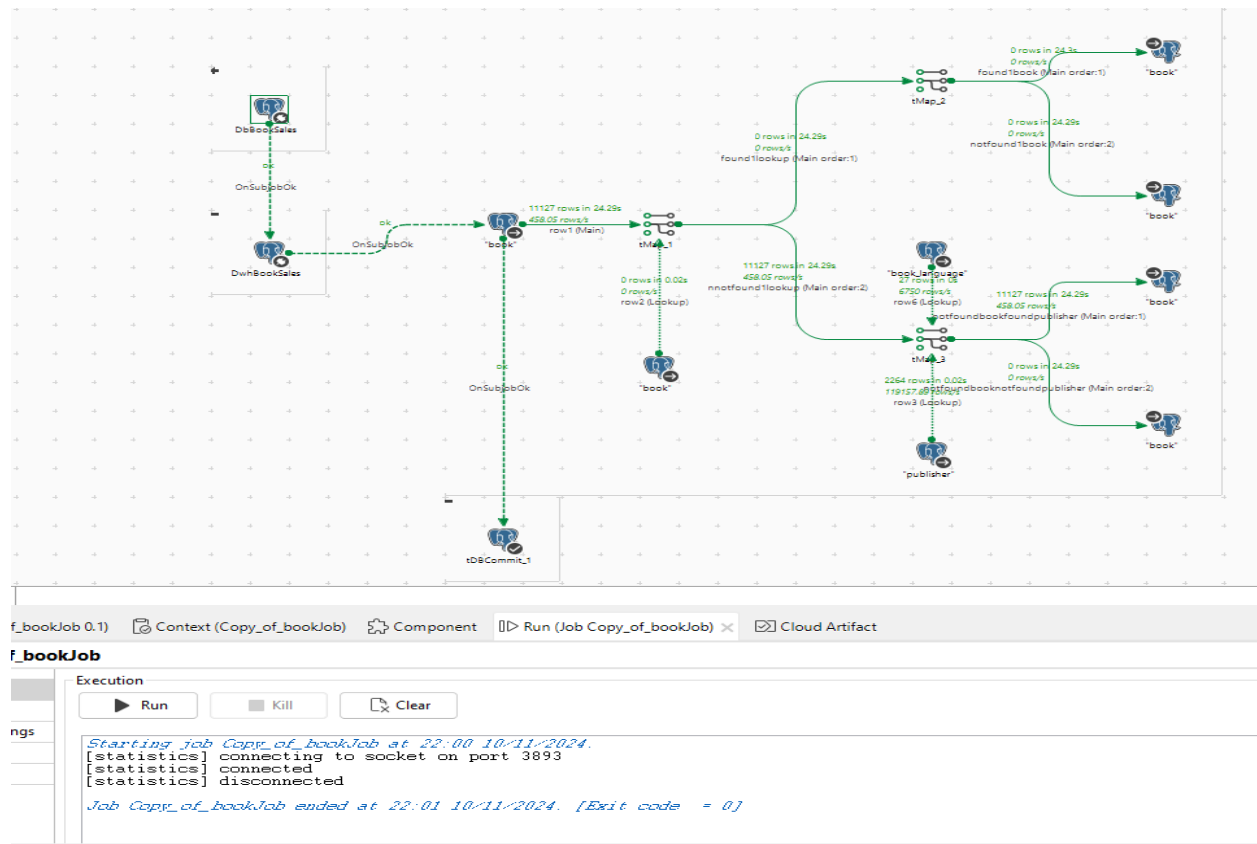 0 rows in 24.3s
0 rows/s
found1book (Main order:1)
"book"
tMap_2
DbBookSales
0 rows in 24.29s
0 rows/s
notfound1book (Main order:2)
0 rows in 24.29s
0 rows/s
found1lookup (Main order:1)
ok
OnSubjobOk
"book"
11127 rows in 24.29s
458.05 rows/s
row1 (Main)
ok
OnSubjobOk
"book"
tMap_1
DwhBookSales
11127 rows in 24.29s
458.05 rows/s
nnotfound1lookup (Main order:2)
0 rows in 0.02s
0 rows/s
row2 (Lookup)
"book_language"
27 rows in 0s
6750 rows/s
row6 (Lookup)
11127 rows in 24.29s
458.05 rows/s
notfoundbookfoundpublisher (Main order:1)
"book"
tMap_3
ok
OnSubjobOk
"book"
2264 rows in 0.02s
row3 (Lookup)
0 rows in 24.29s
0 rows/s
notfoundbooknotfoundpublisher (Main order:2)
"book"
"publisher"
tDBCommit_1
f_bookJob 0.1) Context (Copy_of_bookJob) Component Run (Job Copy_of_bookJob) Cloud Artifact
f_bookJob
Execution
Run Kill Clear
ngs
Starting job Copy_of_bookJob at 22:00 10/11/2024.
[statistics] connecting to socket on port 3893
[statistics] connected
[statistics] disconnected
Job Copy_of_bookJob ended at 22:01 10/11/2024. [Exit code  = 0]